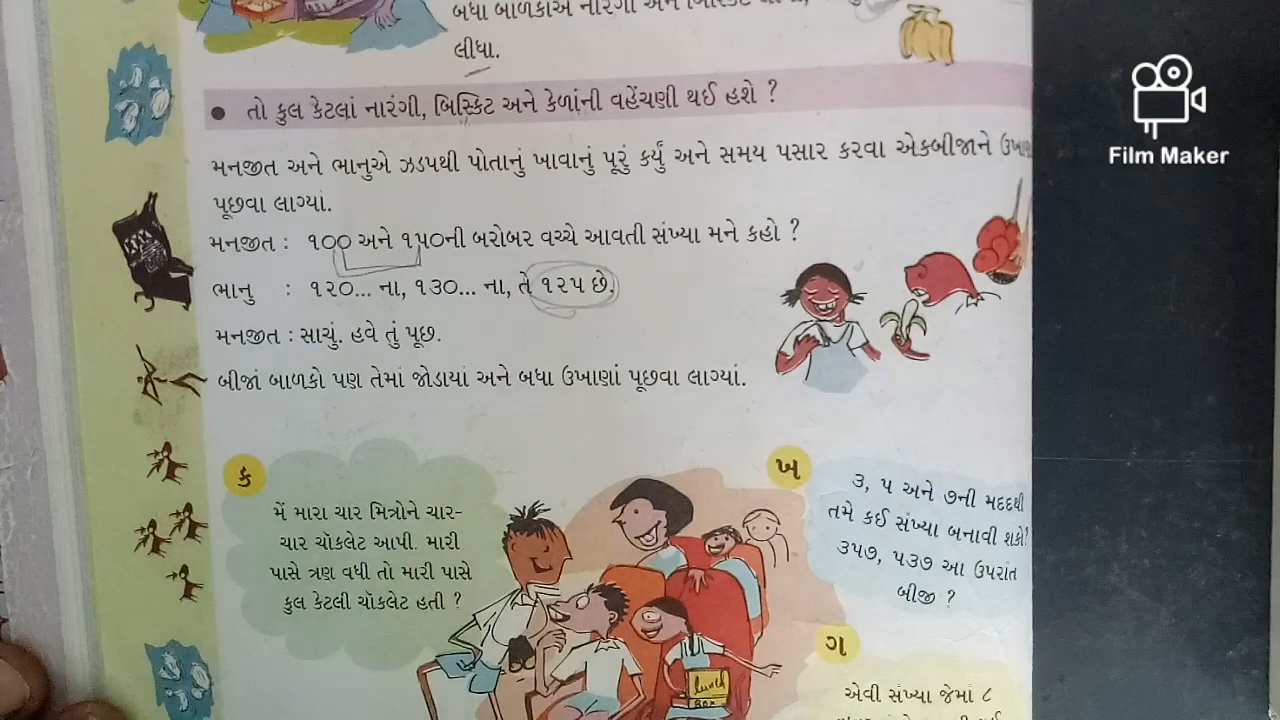 બધા બાળકોએ નારંગી અને બિસ્કિટ
લીધા.
● તો કુલ કેટલાં નારંગી, બિસ્કિટ અને કેળાંની વહેંચણી થઈ હશે ?
મનજીત અને ભાનુએ ઝડપથી પોતાનું ખાવાનું પૂરું કર્યું અને સમય પસાર કરવા એકબીજાને
પૂછવા લાગ્યાં.
મનજીત : ૧૦૦ અને ૧૫૦ની બરોબર વચ્ચે આવતી સંખ્યા મને કહો ?
ભાનુ : ૧૨૦... ના, ૧૩૦... ના, તે ૧૨૫ છે.
મનજીત : સાચું. હવે તું પૂછ.
બીજાં બાળકો પણ તેમાં જોડાયાં અને બધા ઉખાણાં પૂછવા લાગ્યાં.
ક
મેં મારા ચાર મિત્રોને ચાર-
ચાર ચૉકલેટ આપી. મારી
પાસે ત્રણ વધી તો મારી પાસે
કુલ કેટલી ચૉકલેટ હતી ?
ખ
૩, ૫ અને ૭ની મદદથી
તમે કઈ સંખ્યા બનાવી શકો?
૩૫૭, ૫૩૭ આ ઉપરાંત
બીજી ?
ગ
એવી સંખ્યા જેમાં ૮
lunch
BOX
Film Maker